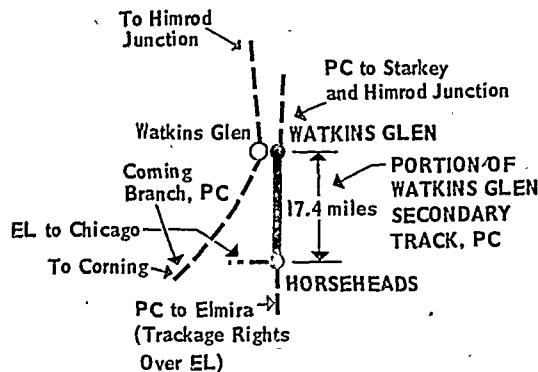 To Himrod
Junction
PC to Starkey
and Himrod Junction
Watkins Glen
WATKINS GLEN
Coming
Branch, PC
PORTION OF
WATKINS GLEN
SECONDARY
TRACK, PC
17.4 miles
EL to Chicago
To Corning
HORSEHEADS
PC to Elmira
(Trackage Rights
Over EL)